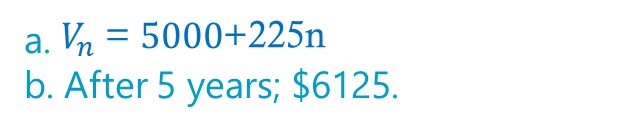 a. Vₙ = 5000+225n
b. After 5 years; $6125.